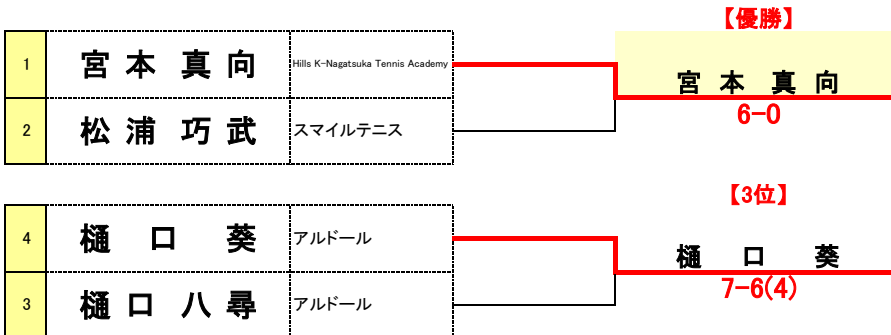 【優勝】
1 宮本 真向 Hills K-Nagatsuka Tennis Academy
宮本 真向
6-0
2 松浦 巧武 スマイルテニス
【3位】
4 樋口 葵 アルドール
樋口 葵
7-6(4)
3 樋口 八尋 アルドール